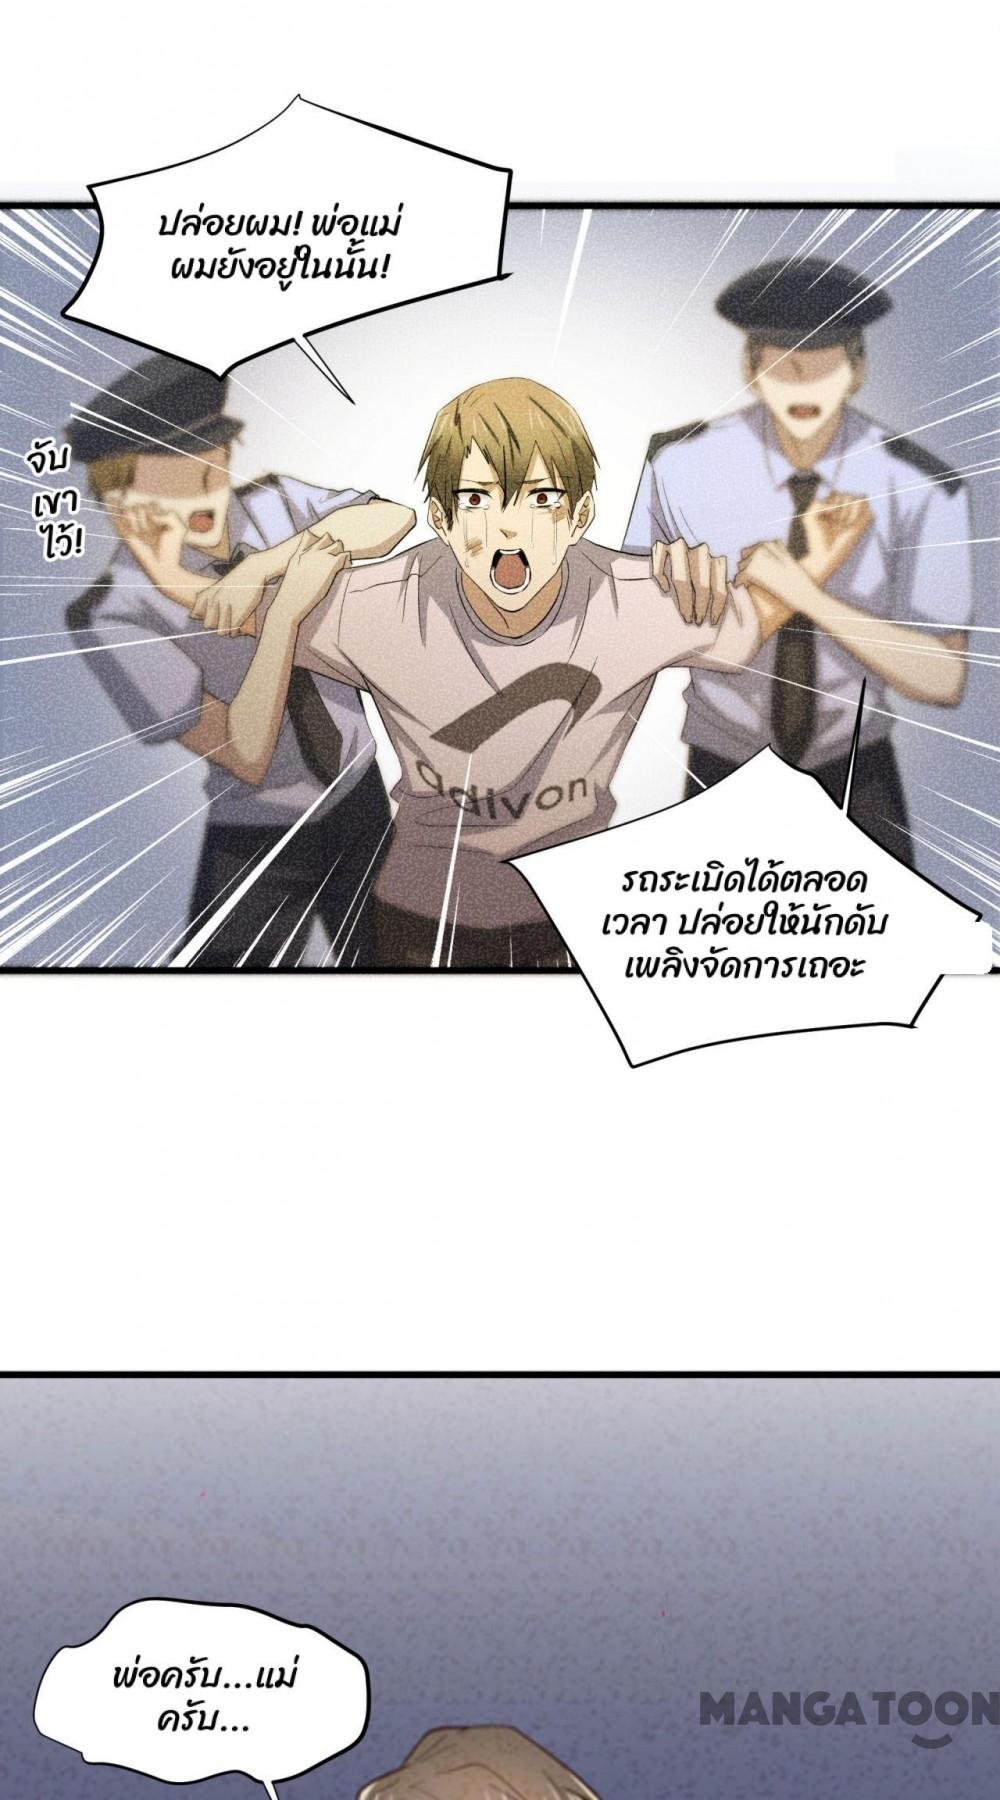 ปล่อยผม! พ่อแม่
ผมยังอยู่ในนั้น!
จับ
เขา
ไว้!
adivon
รถระเบิดได้ตลอด
เวลา ปล่อยให้นักดับ
เพลิงจัดการเถอะ
พ่อครับ...แม่
ครับ...
MANGATOON